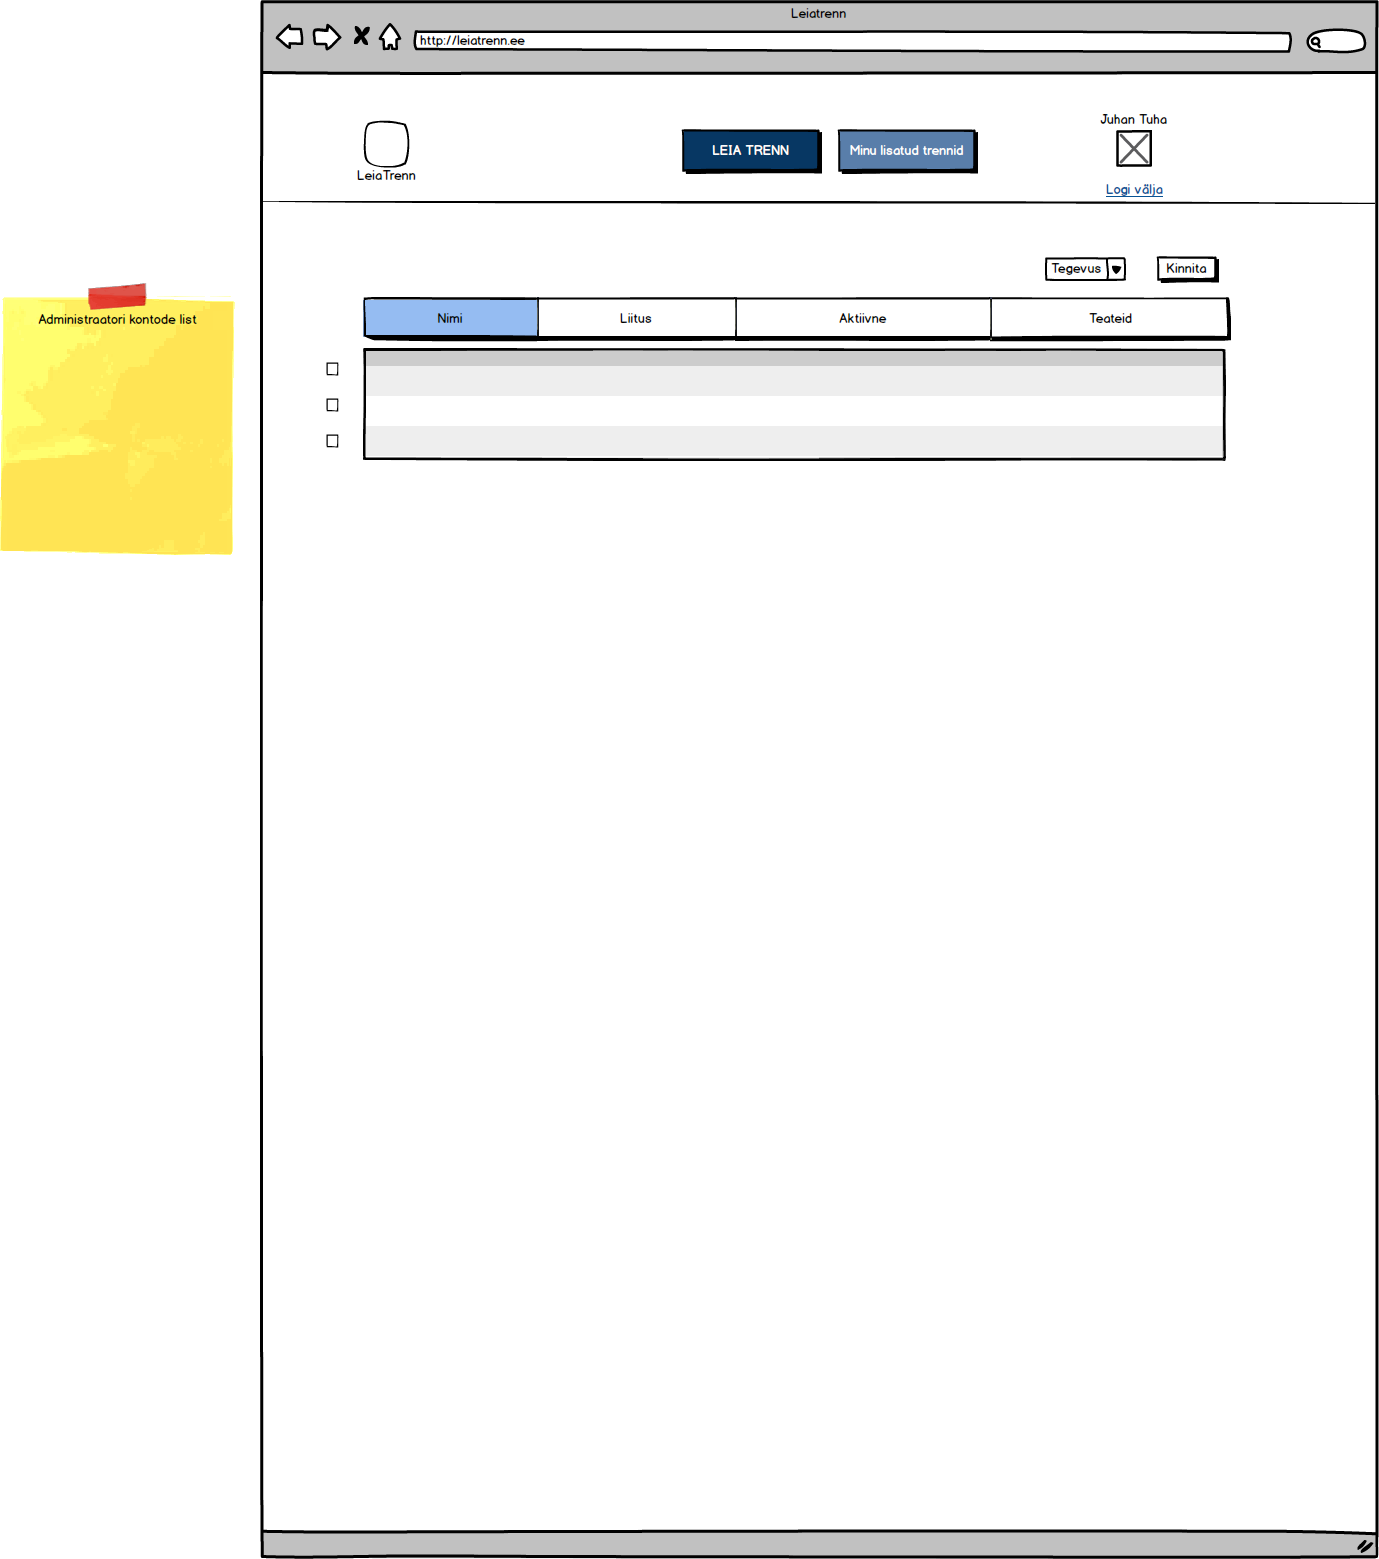 Leiatrenn
http://leiatrenn.ee
Juhan Tuha
LEIA TRENN
Minu lisatud trennid
LeiaTrenn
Logi välja
Tegevus
Kinnita
Administraatori kontode list
Nimi
Liitus
Aktiivne
Teateid